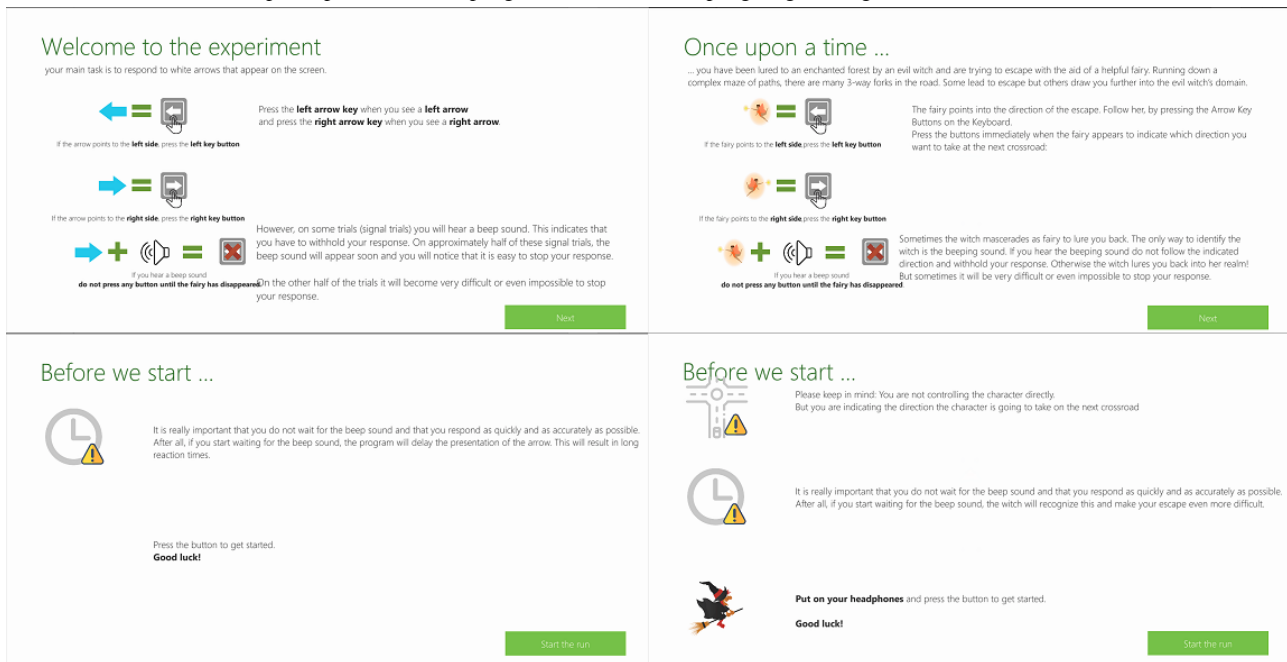 Welcome to the experiment
your main task is to respond to white arrows that appear on the screen.
Press the left arrow key when you see a left arrow
and press the right arrow key when you see a right arrow.
If the arrow points to the left side, press the left key button
If the arrow points to the right side, press the right key button
However, on some trials (signal trials) you will hear a beep sound. This indicates that
you have to withhold your response. On approximately half of these signal trials, the
beep sound will appear soon and you will notice that it is easy to stop your response.
If you hear a beep sound
do not press any button until the fairy has disappeared
On the other half of the trials it will become very difficult or even impossible to stop
your response.
Next
Once upon a time ...
... you have been lured to an enchanted forest by an evil witch and are trying to escape with the aid of a helpful fairy. Running down a
complex maze of paths, there are many 3-way forks in the road. Some lead to escape but others draw you further into the evil witch's domain.
The fairy points into the direction of the escape. Follow her, by pressing the Arrow Key
Buttons on the Keyboard.
Press the buttons immediately when the fairy appears to indicate which direction you
want to take at the next crossroad:
If the fairy points to the left side,press the left key button
If the fairy points to the right side,press the right key button
Sometimes the witch mascerades as fairy to lure you back. The only way to identify the
witch is the beeping sound. If you hear the beeping sound do not follow the indicated
direction and withhold your response. Otherwise the witch lures you back into her realm!
But sometimes it will be very difficult or even impossible to stop your response.
If you hear a beep sound
do not press any button until the fairy has disappeared
Next
Before we start ...
It is really important that you do not wait for the beep sound and that you respond as quickly and as accurately as possible.
After all, if you start waiting for the beep sound, the program will delay the presentation of the arrow. This will result in long
reaction times.
Press the button to get started.
Good luck!
Start the run
Before we start ...
Please keep in mind: You are not controlling the character directly.
But you are indicating the direction the character is going to take on the next crossroad
It is really important that you do not wait for the beep sound and that you respond as quickly and as accurately as possible.
After all, if you start waiting for the beep sound, the witch will recognize this and make your escape even more difficult.
Put on your headphones and press the button to get started.
Good luck!
Start the run